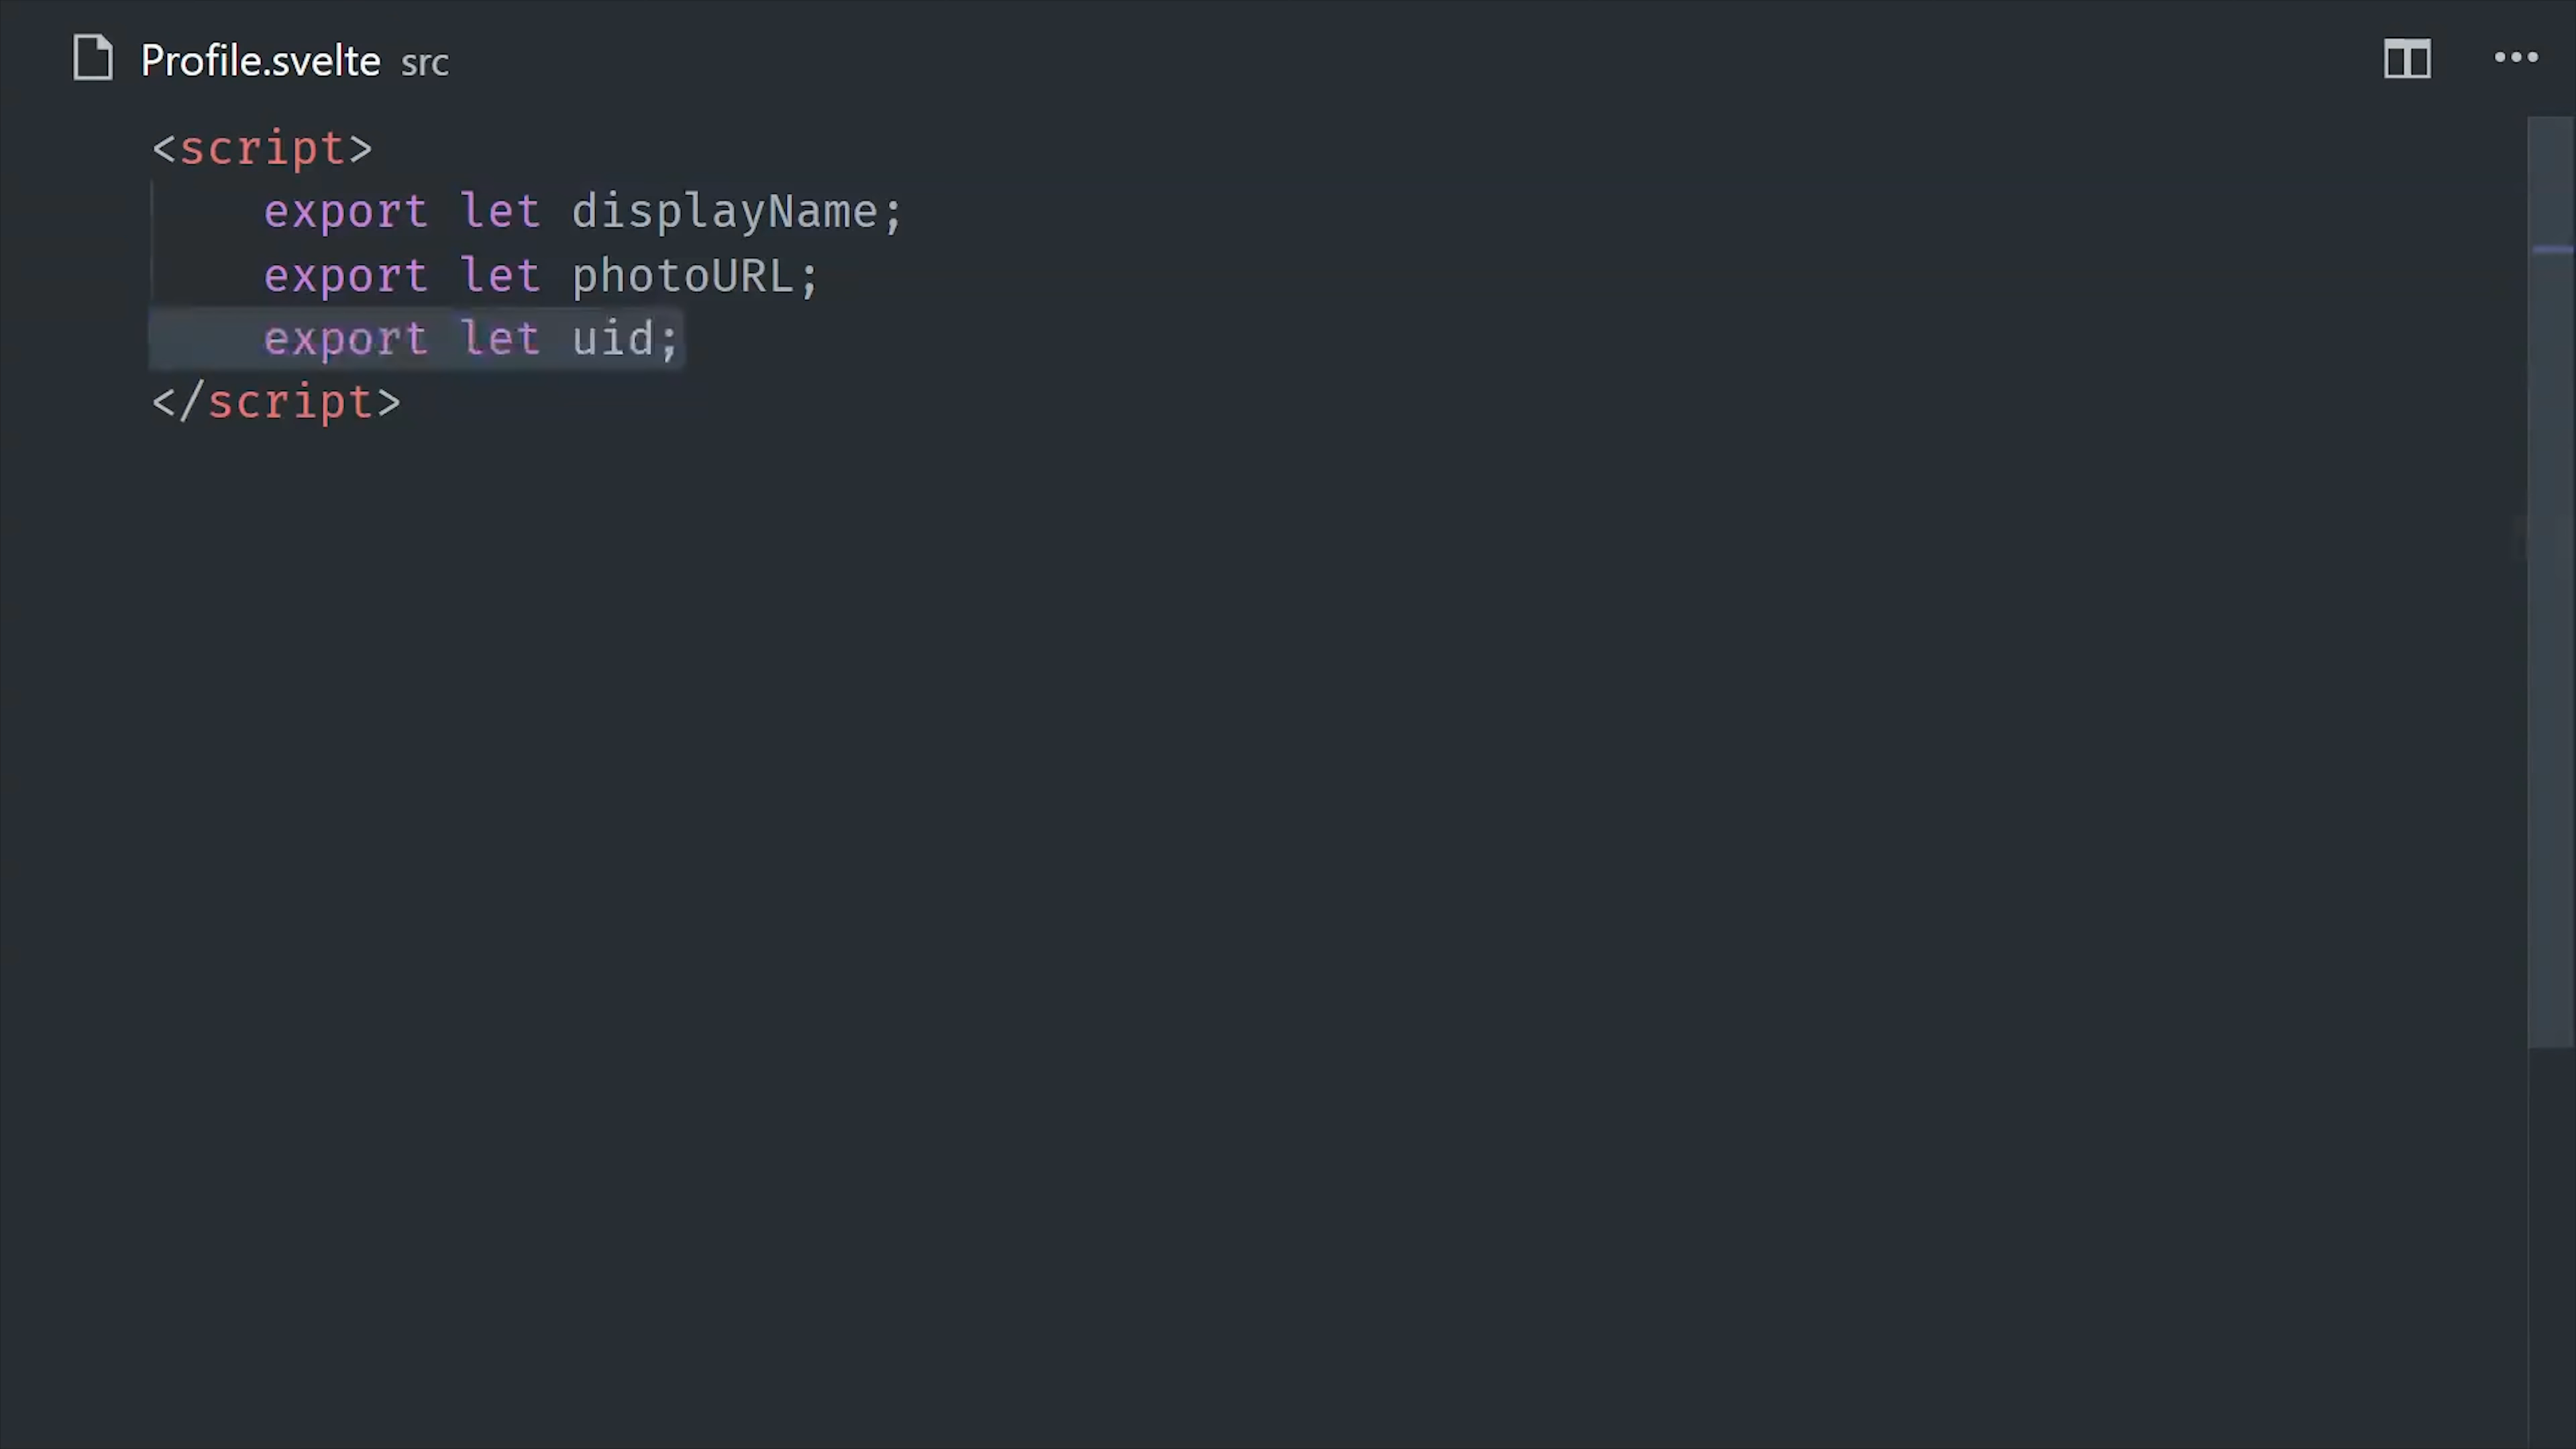 Profile.svelte src
<script>
export let displayName;
export let photoURL;
export let uid;
</script>